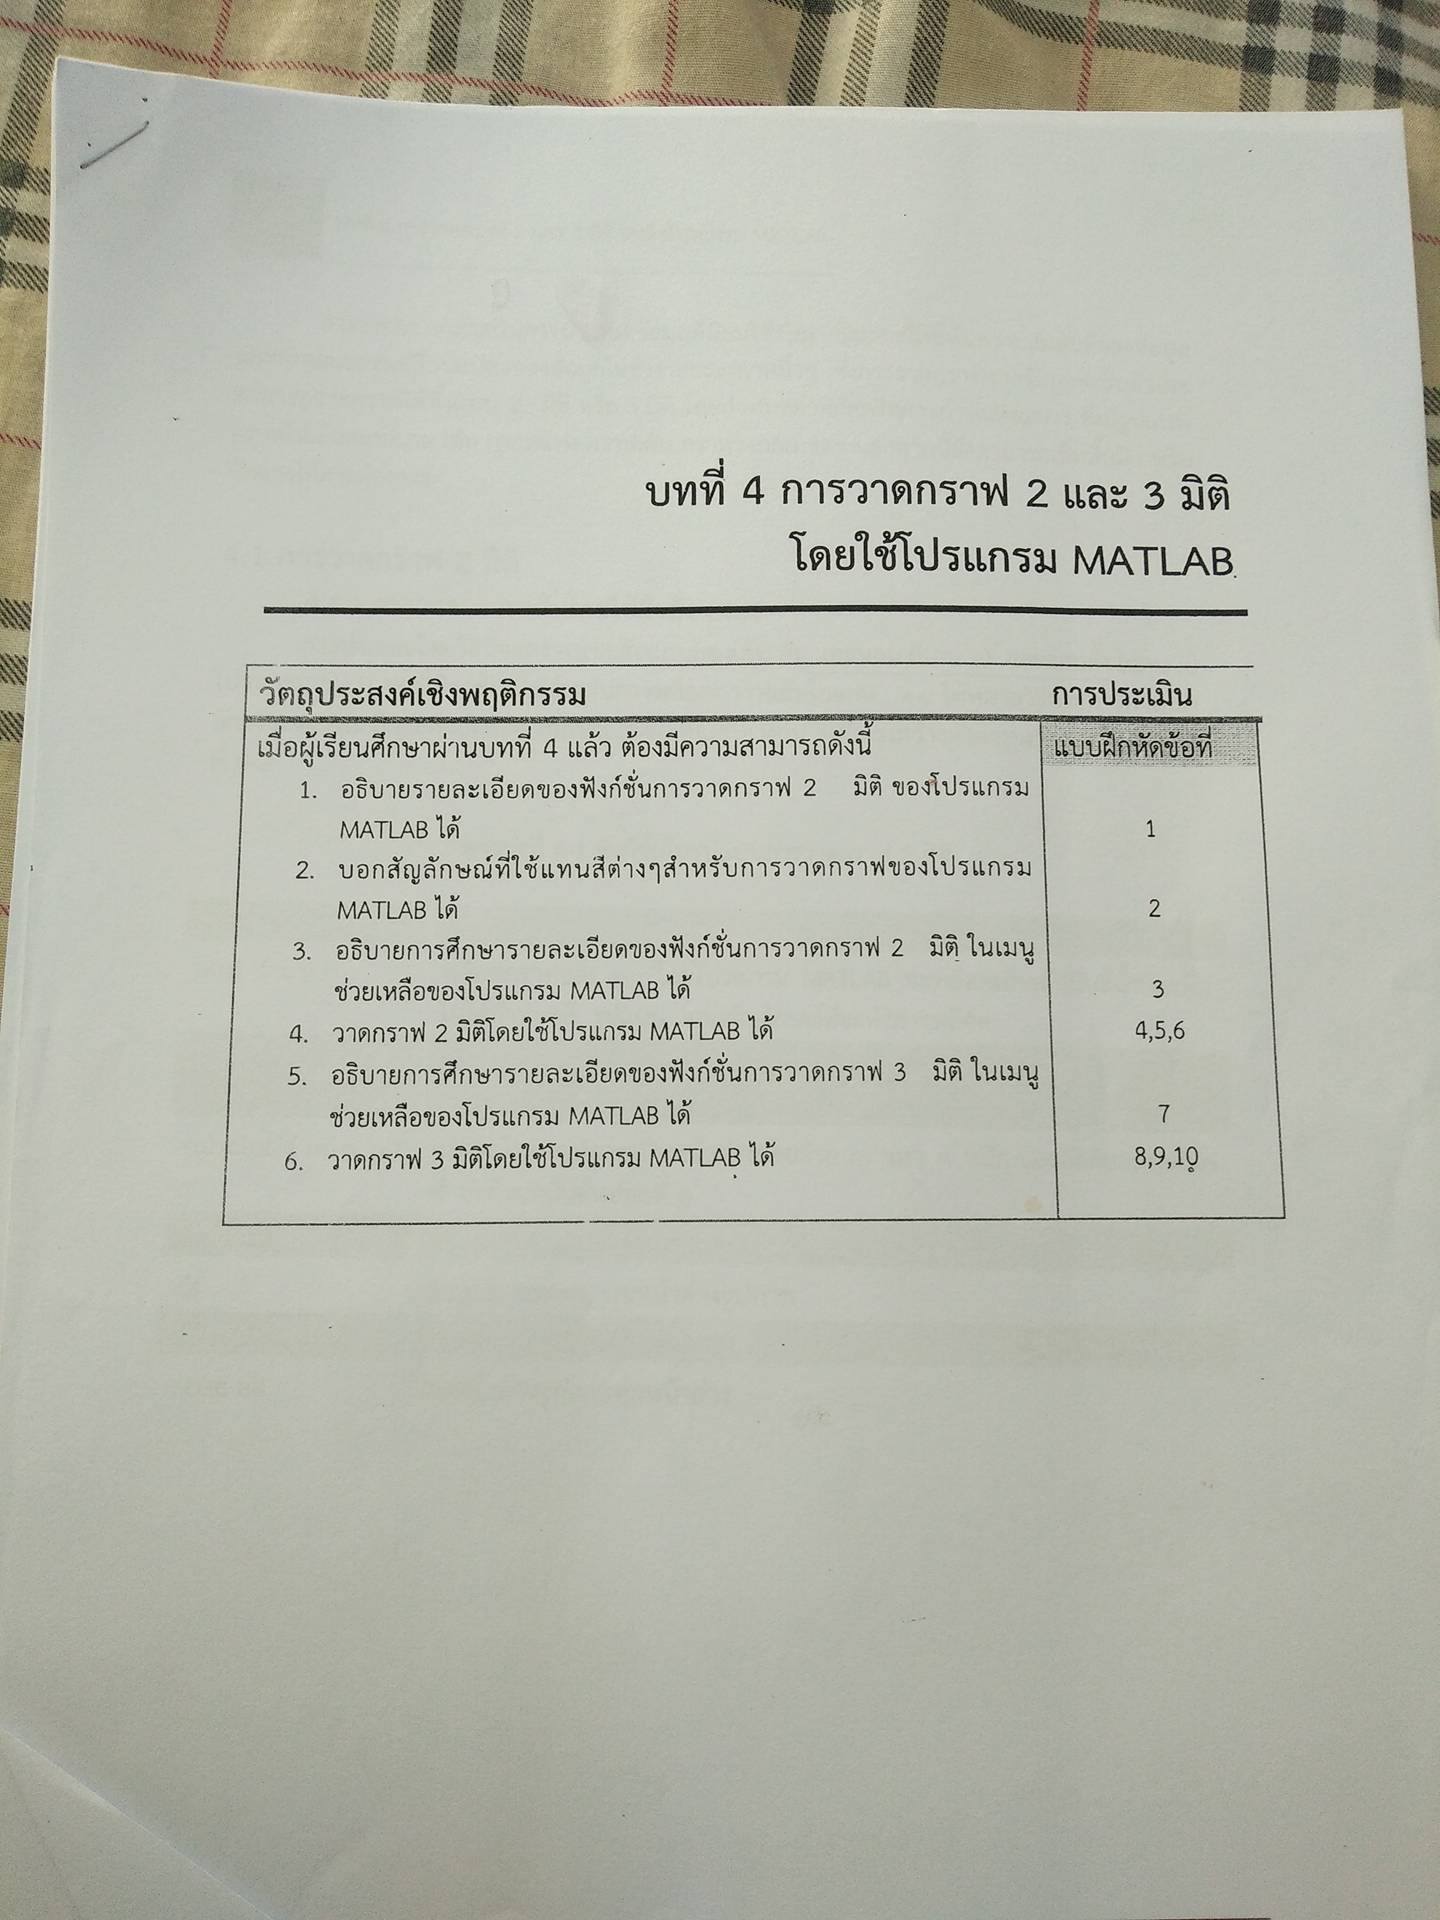 บทที่ 4 การวาดกราฟ 2 และ 3 มิติ
โดยใช้โปรแกรม MATLAB
วัตถุประสงค์เชิงพฤติกรรม การประเมิน
เมื่อผู้เรียนศึกษาผ่านบทที่ 4 แล้ว ต้องมีความสามารถดังนี้ แบบฝึกหัดข้อที่
1. อธิบายรายละเอียดของฟังก์ชั่นการวาดกราฟ 2 มิติ ของโปรแกรม
MATLAB ได้ 1
2. บอกสัญลักษณ์ที่ใช้แทนสีต่างๆสำหรับการวาดกราฟของโปรแกรม
MATLAB ได้ 2
3. อธิบายการศึกษารายละเอียดของฟังก์ชั่นการวาดกราฟ 2 มิติ ในเมนู
ช่วยเหลือของโปรแกรม MATLAB ได้ 3
4. วาดกราฟ 2 มิติโดยใช้โปรแกรม MATLAB ได้ 4,5,6
5. อธิบายการศึกษารายละเอียดของฟังก์ชั่นการวาดกราฟ 3 มิติ ในเมนู
ช่วยเหลือของโปรแกรม MATLAB ได้ 7
6. วาดกราฟ 3 มิติโดยใช้โปรแกรม MATLAB ได้ 8,9,10